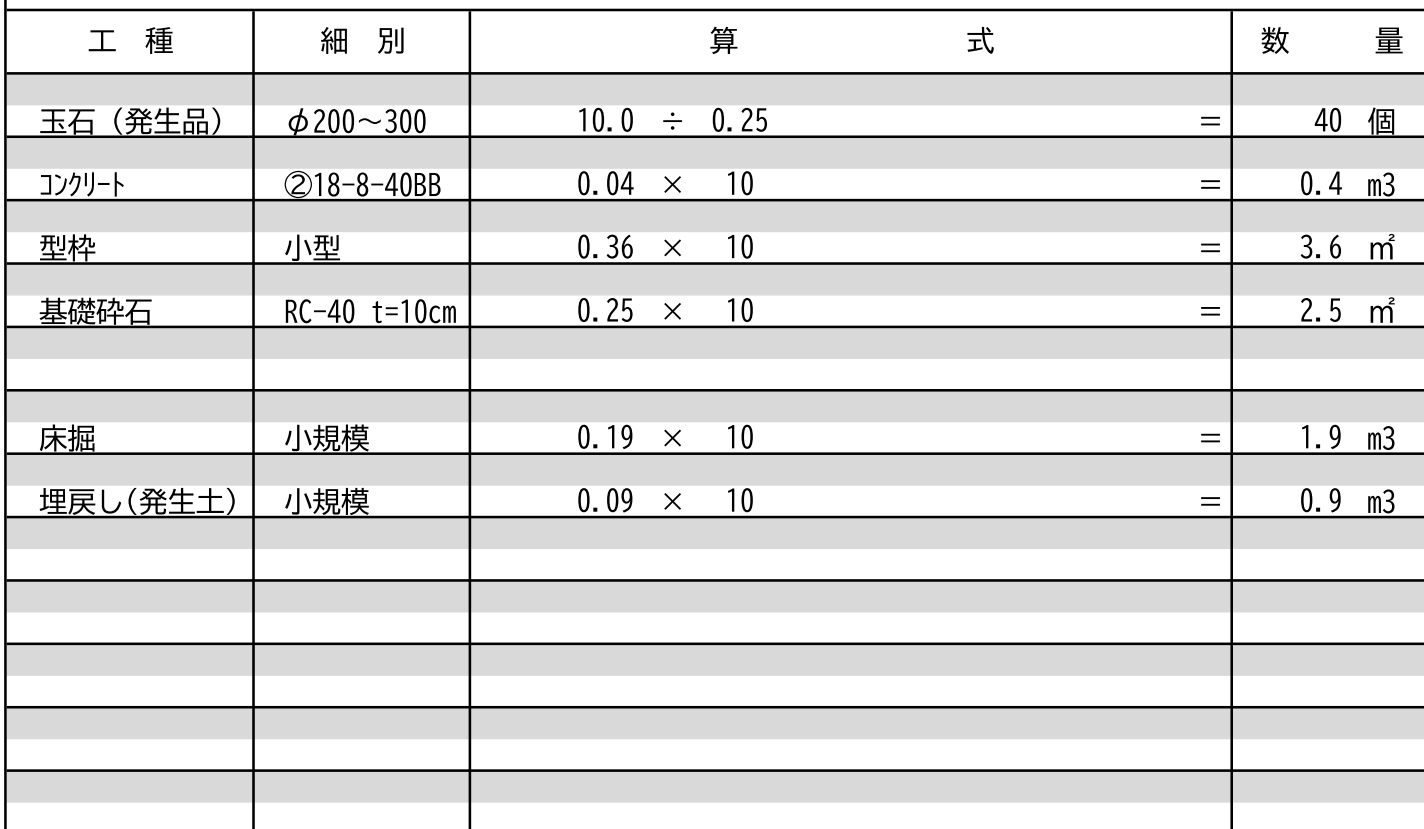 工 種 細 別 算 式 数 量
玉石（発生品） φ200～300 10.0 ÷ 0.25 = 40 個
ｺﾝｸﾘｰﾄ ②18-8-40BB 0.04 × 10 = 0.4 m3
型枠 小型 0.36 × 10 = 3.6 ㎡
基礎砕石 RC-40 t=10cm 0.25 × 10 = 2.5 ㎡
床掘 小規模 0.19 × 10 = 1.9 m3
埋戻し(発生土) 小規模 0.09 × 10 = 0.9 m3